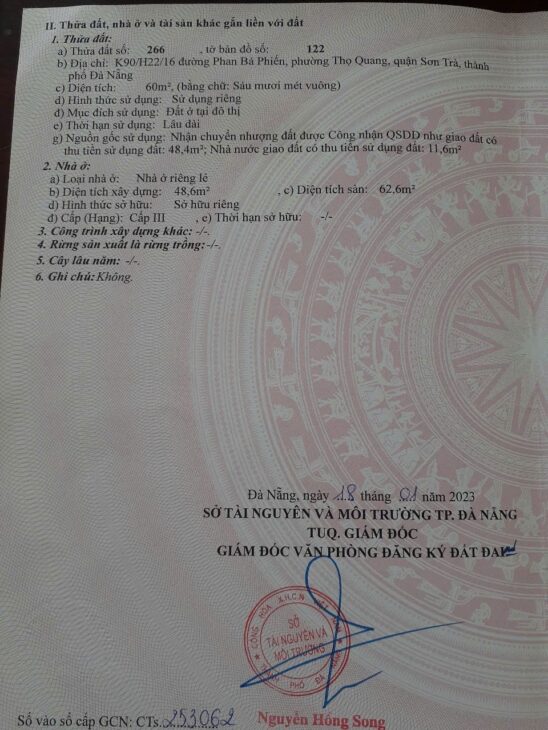 II. Thửa đất, nhà ở và tài sản khác gắn liền với đất
1. Thửa đất:
a) Thửa đất số: 266 , tờ bản đồ số: 122
b) Địa chỉ: K90/H22/16 đường Phan Bá Phiến, phường Thọ Quang, quận Sơn Trà, thành
phố Đà Nẵng
c) Diện tích: 60m², (bằng chữ: Sáu mươi mét vuông)
d) Hình thức sử dụng: Sử dụng riêng
đ) Mục đích sử dụng: Đất ở tại đô thị
e) Thời hạn sử dụng: Lâu dài
g) Nguồn gốc sử dụng: Nhận chuyển nhượng đất được Công nhận QSDĐ như giao đất có
thu tiền sử dụng đất: 48,4m²; Nhà nước giao đất có thu tiền sử dụng đất: 11,6m²
2. Nhà ở:
a) Loại nhà ở: Nhà ở riêng lẻ
b) Diện tích xây dựng: 48,6m² , c) Diện tích sàn: 62,6m²
d) Hình thức sở hữu: Sở hữu riêng
đ) Cấp (Hạng): Cấp III , e) Thời hạn sở hữu: -/-
3. Công trình xây dựng khác: -/-.
4. Rừng sản xuất là rừng trồng:-/-.
5. Cây lâu năm: -/-.
6. Ghi chú: Không.
Đà Nẵng, ngày 18 tháng 01 năm 2023
SỞ TÀI NGUYÊN VÀ MÔI TRƯỜNG TP. ĐÀ NẴNG
TUQ. GIÁM ĐỐC
GIÁM ĐỐC VĂN PHÒNG ĐĂNG KÝ ĐẤT ĐAI
CỘNG HÒA X.H.C.N VIỆT NAM
SỞ
TÀI NGUYÊN VÀ
MÔI TRƯỜNG
THÀNH PHỐ ĐÀ NẴNG
Số vào sổ cấp GCN: CTs.253062
Nguyễn Hồng Song